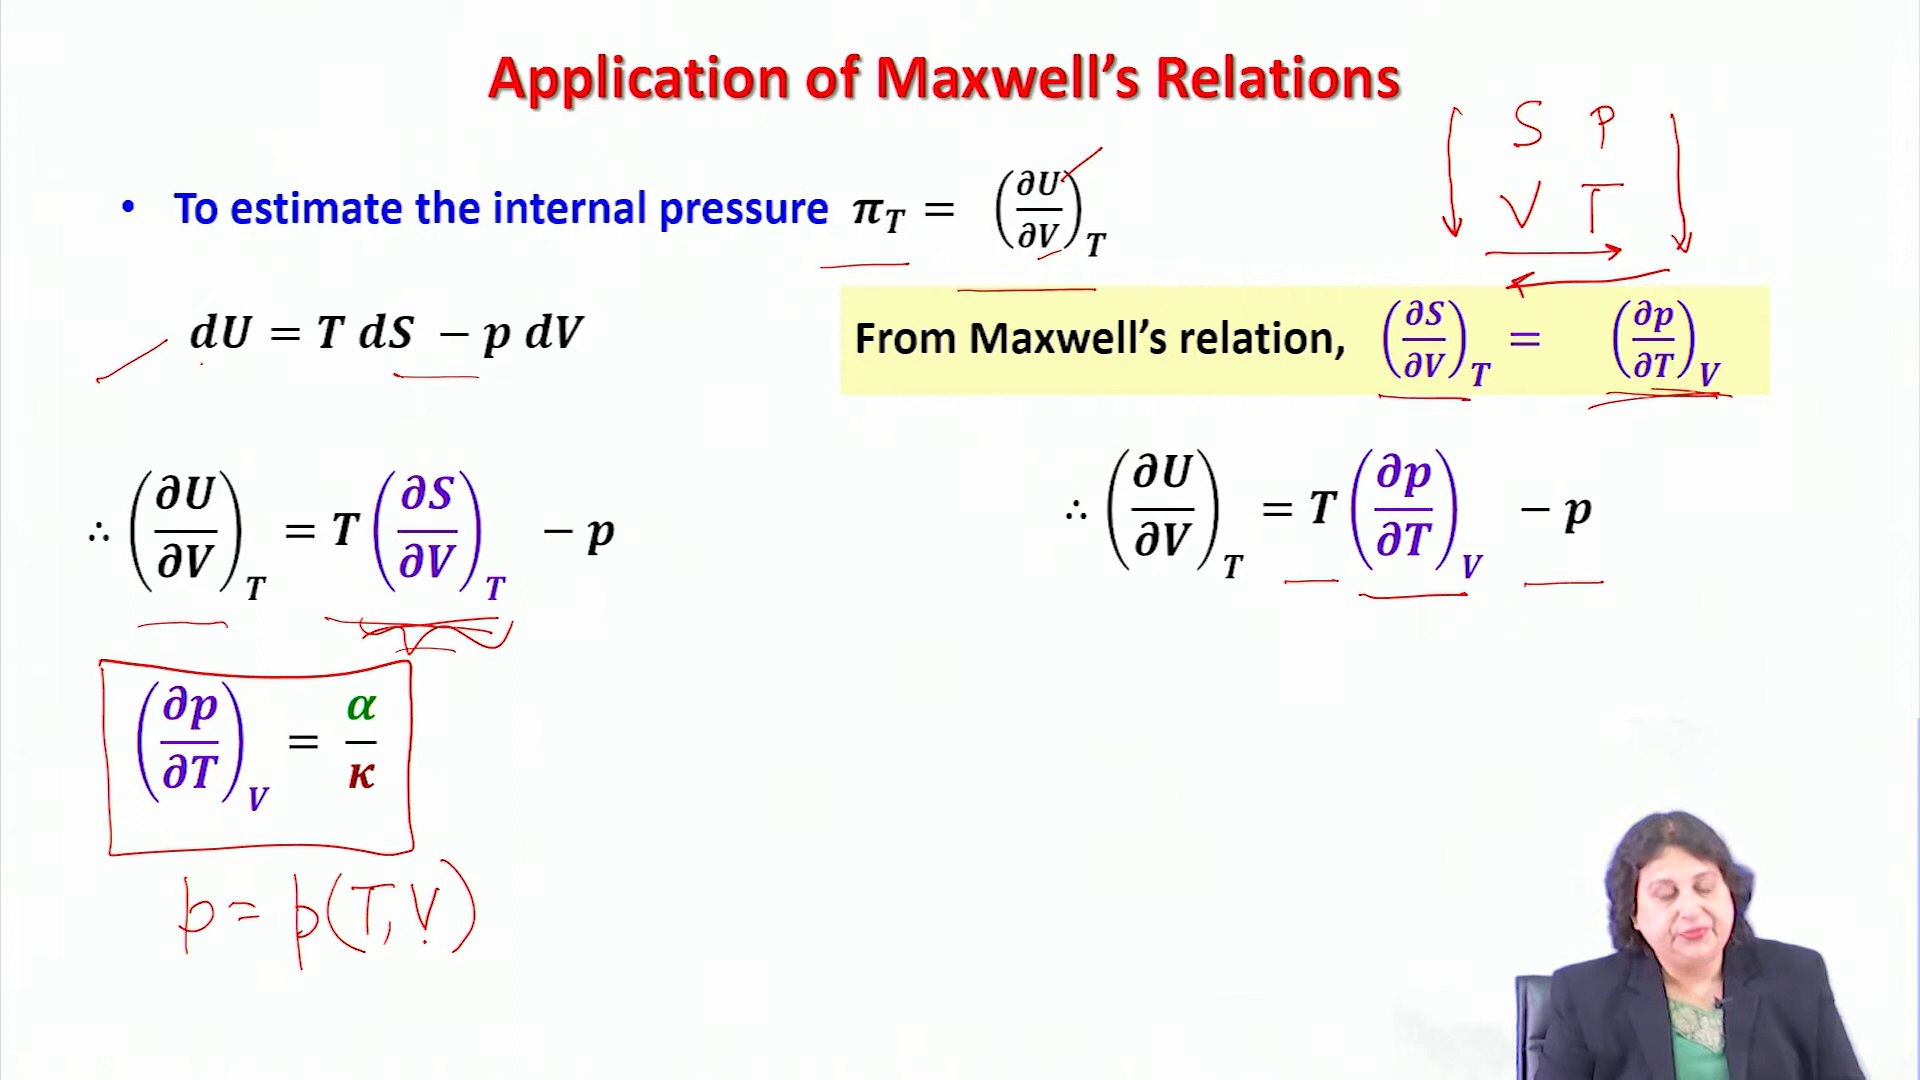 Application of Maxwell's Relations
S P
V T
• To estimate the internal pressure π_T = (∂U/∂V)_T
dU = T dS − p dV
From Maxwell's relation, (∂S/∂V)_T = (∂p/∂T)_V
∴ (∂U/∂V)_T = T (∂S/∂V)_T − p
∴ (∂U/∂V)_T = T (∂p/∂T)_V − p
(∂p/∂T)_V = α/κ
p = p(T, V)